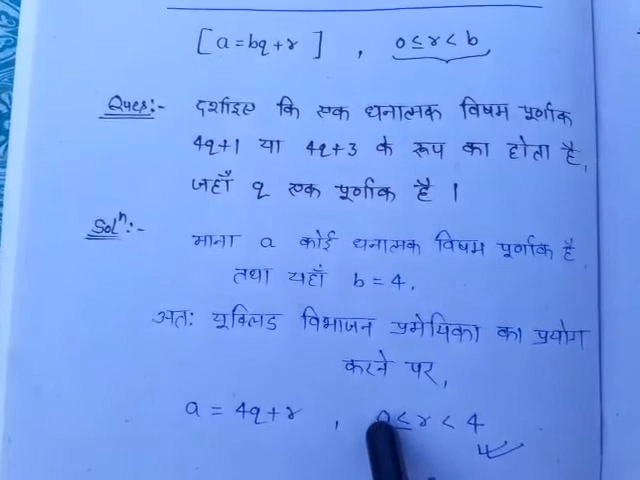 [a = bq + r] , 0 ≤ r < b
Ques:- दर्शाइए कि एक धनात्मक विषम पूर्णांक
4q+1 या 4q+3 के रूप का होता है,
जहाँ q एक पूर्णांक है ।
Solⁿ:- माना a कोई धनात्मक विषम पूर्णांक है
तथा यहाँ b = 4.
अतः यूक्लिड विभाजन प्रमेयिका का प्रयोग
करने पर,
a = 4q + r , 0 ≤ r < 4